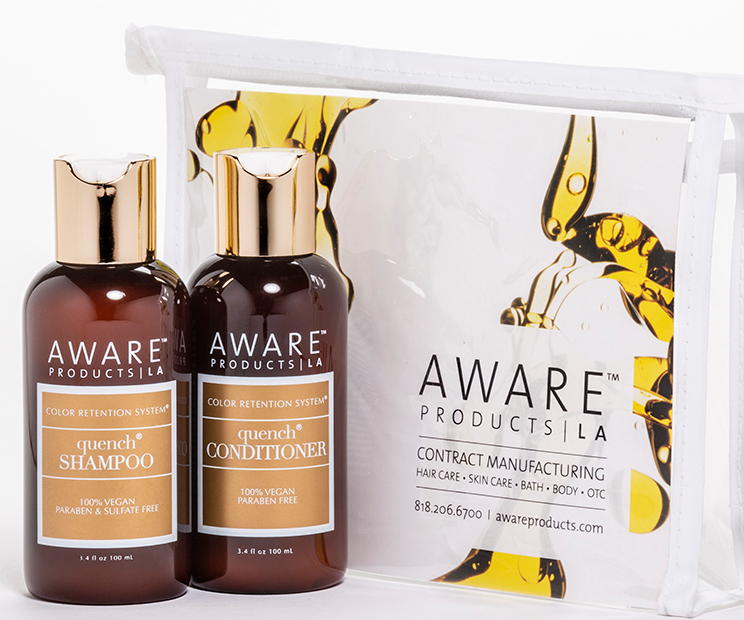 AWARE™
PRODUCTS|LA
COLOR RETENTION SYSTEM®
quench®
SHAMPOO
100% VEGAN
PARABEN & SULFATE FREE
3.4 fl oz 100 mL
AWARE™
PRODUCTS|LA
COLOR RETENTION SYSTEM®
quench®
CONDITIONER
100% VEGAN
PARABEN FREE
3.4 fl oz 100 mL
AWARE™
PRODUCTS|LA
CONTRACT MANUFACTURING
HAIR CARE • SKIN CARE • BATH • BODY • OTC
818.206.6700 | awareproducts.com